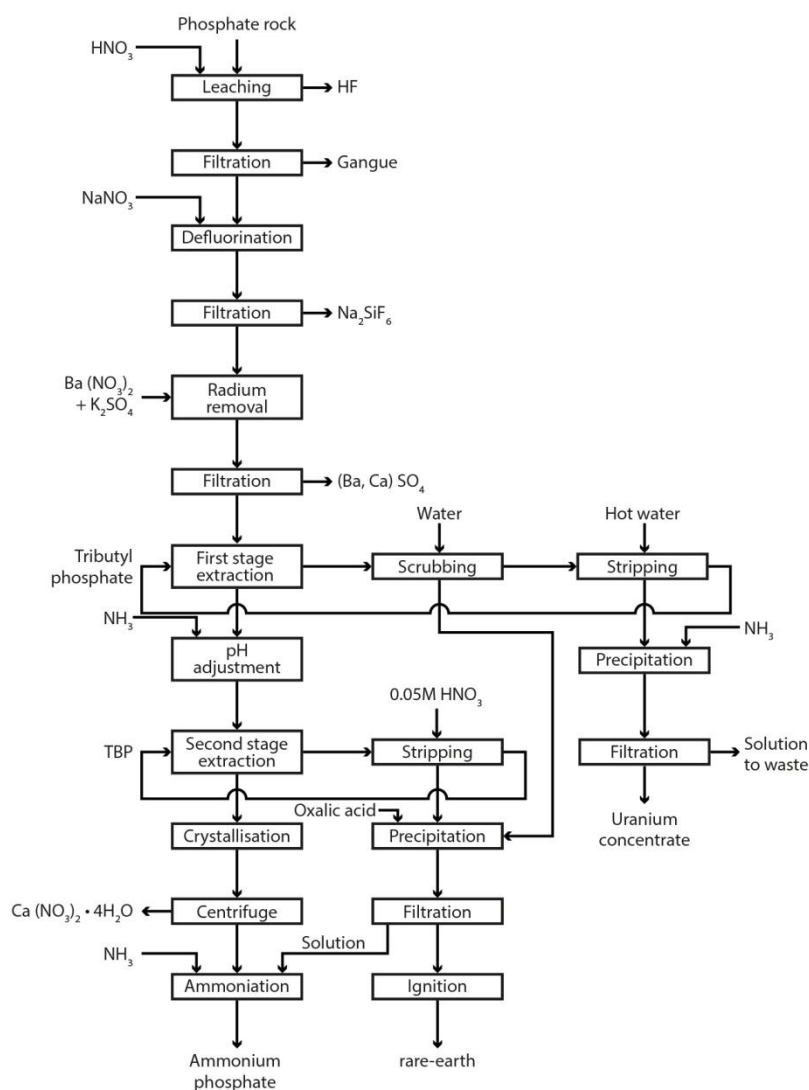 Phosphate rock
HNO₃
Leaching
HF
Filtration
Gangue
NaNO₃
Defluorination
Filtration
Na₂SiF₆
Ba (NO₃)₂
+ K₂SO₄
Radium
removal
Filtration
(Ba, Ca) SO₄
Water
Hot water
Tributyl
phosphate
First stage
extraction
Scrubbing
Stripping
NH₃
pH
adjustment
NH₃
Precipitation
0.05M HNO₃
TBP
Second stage
extraction
Stripping
Filtration
Solution
to waste
Oxalic acid
Uranium
concentrate
Crystallisation
Precipitation
Ca (NO₃)₂ • 4H₂O
Centrifuge
Filtration
Solution
NH₃
Ammoniation
Ignition
Ammonium
phosphate
rare-earth